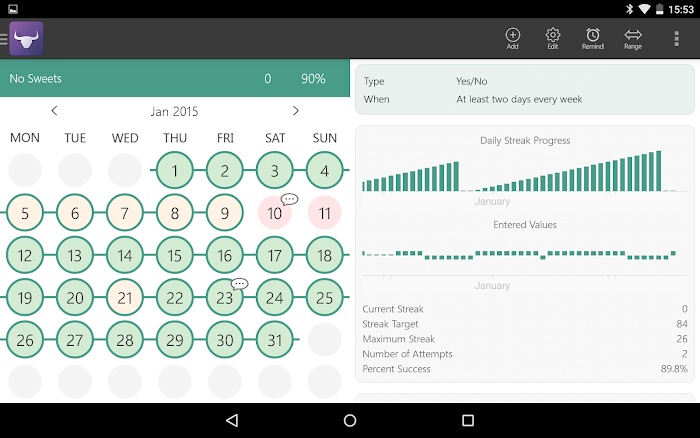 15:53
Add Edit Remind Range
No Sweets 0 90%
Jan 2015
MON TUE WED THU FRI SAT SUN
1 2 3 4
5 6 7 8 9 10 11
12 13 14 15 16 17 18
19 20 21 22 23 24 25
26 27 28 29 30 31
Type Yes/No
When At least two days every week
Daily Streak Progress
January
Entered Values
January
Current Streak 0
Streak Target 84
Maximum Streak 26
Number of Attempts 2
Percent Success 89.8%